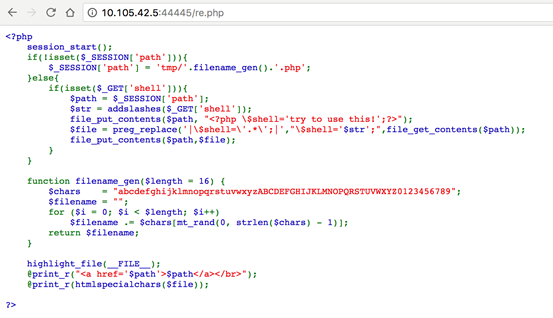 10.105.42.5:44445/re.php
<?php
session_start();
if(!isset($_SESSION['path'])){
$_SESSION['path'] = 'tmp/'.filename_gen().'.php';
}else{
if(isset($_GET['shell'])){
$path = $_SESSION['path'];
$str = addslashes($_GET['shell']);
file_put_contents($path, "<?php \$shell='try to use this!';?>");
$file = preg_replace('|\$shell=\'.*\';|',"\$shell='$str';",file_get_contents($path));
file_put_contents($path,$file);
}
}
function filename_gen($length = 16) {
$chars    = "abcdefghijklmnopqrstuvwxyzABCDEFGHIJKLMNOPQRSTUVWXYZ0123456789";
$filename = "";
for ($i = 0; $i < $length; $i++)
$filename .= $chars[mt_rand(0, strlen($chars) - 1)];
return $filename;
}
highlight_file(__FILE__);
@print_r("<a href='$path'>$path</a></br>");
@print_r(htmlspecialchars($file));
?>